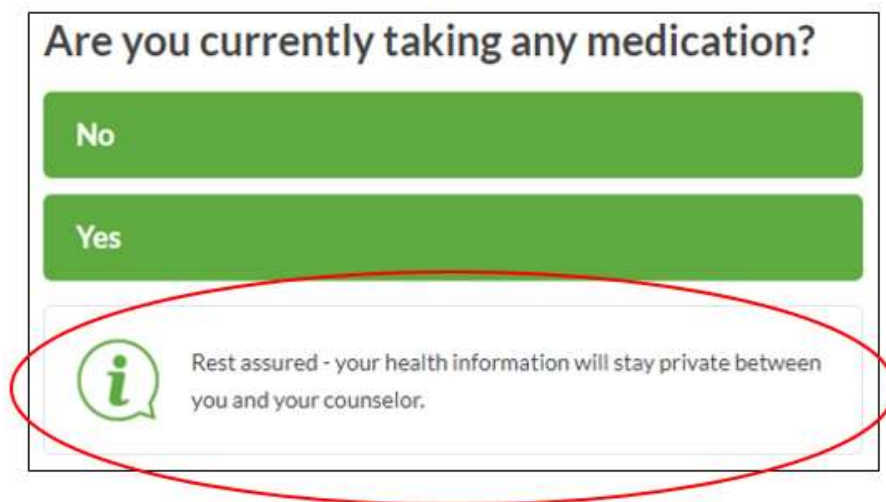 Are you currently taking any medication?
No
Yes
Rest assured - your health information will stay private between
you and your counselor.